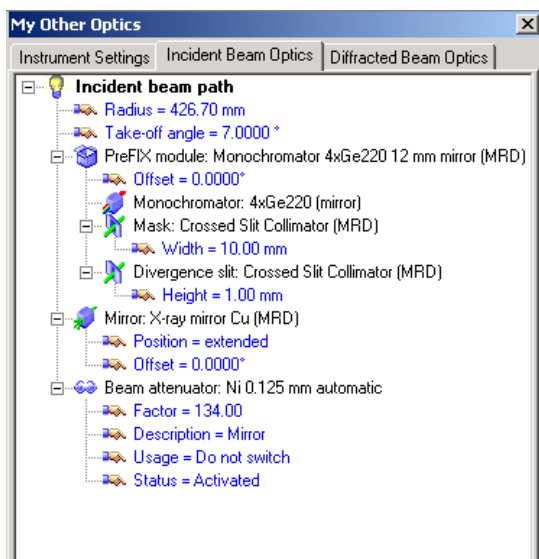 My Other Optics
Instrument Settings Incident Beam Optics Diffracted Beam Optics
Incident beam path
Radius = 426.70 mm
Take-off angle = 7.0000 °
PreFIX module: Monochromator 4xGe220 12 mm mirror (MRD)
Offset = 0.0000°
Monochromator: 4xGe220 (mirror)
Mask: Crossed Slit Collimator (MRD)
Width = 10.00 mm
Divergence slit: Crossed Slit Collimator (MRD)
Height = 1.00 mm
Mirror: X-ray mirror Cu (MRD)
Position = extended
Offset = 0.0000°
Beam attenuator: Ni 0.125 mm automatic
Factor = 134.00
Description = Mirror
Usage = Do not switch
Status = Activated